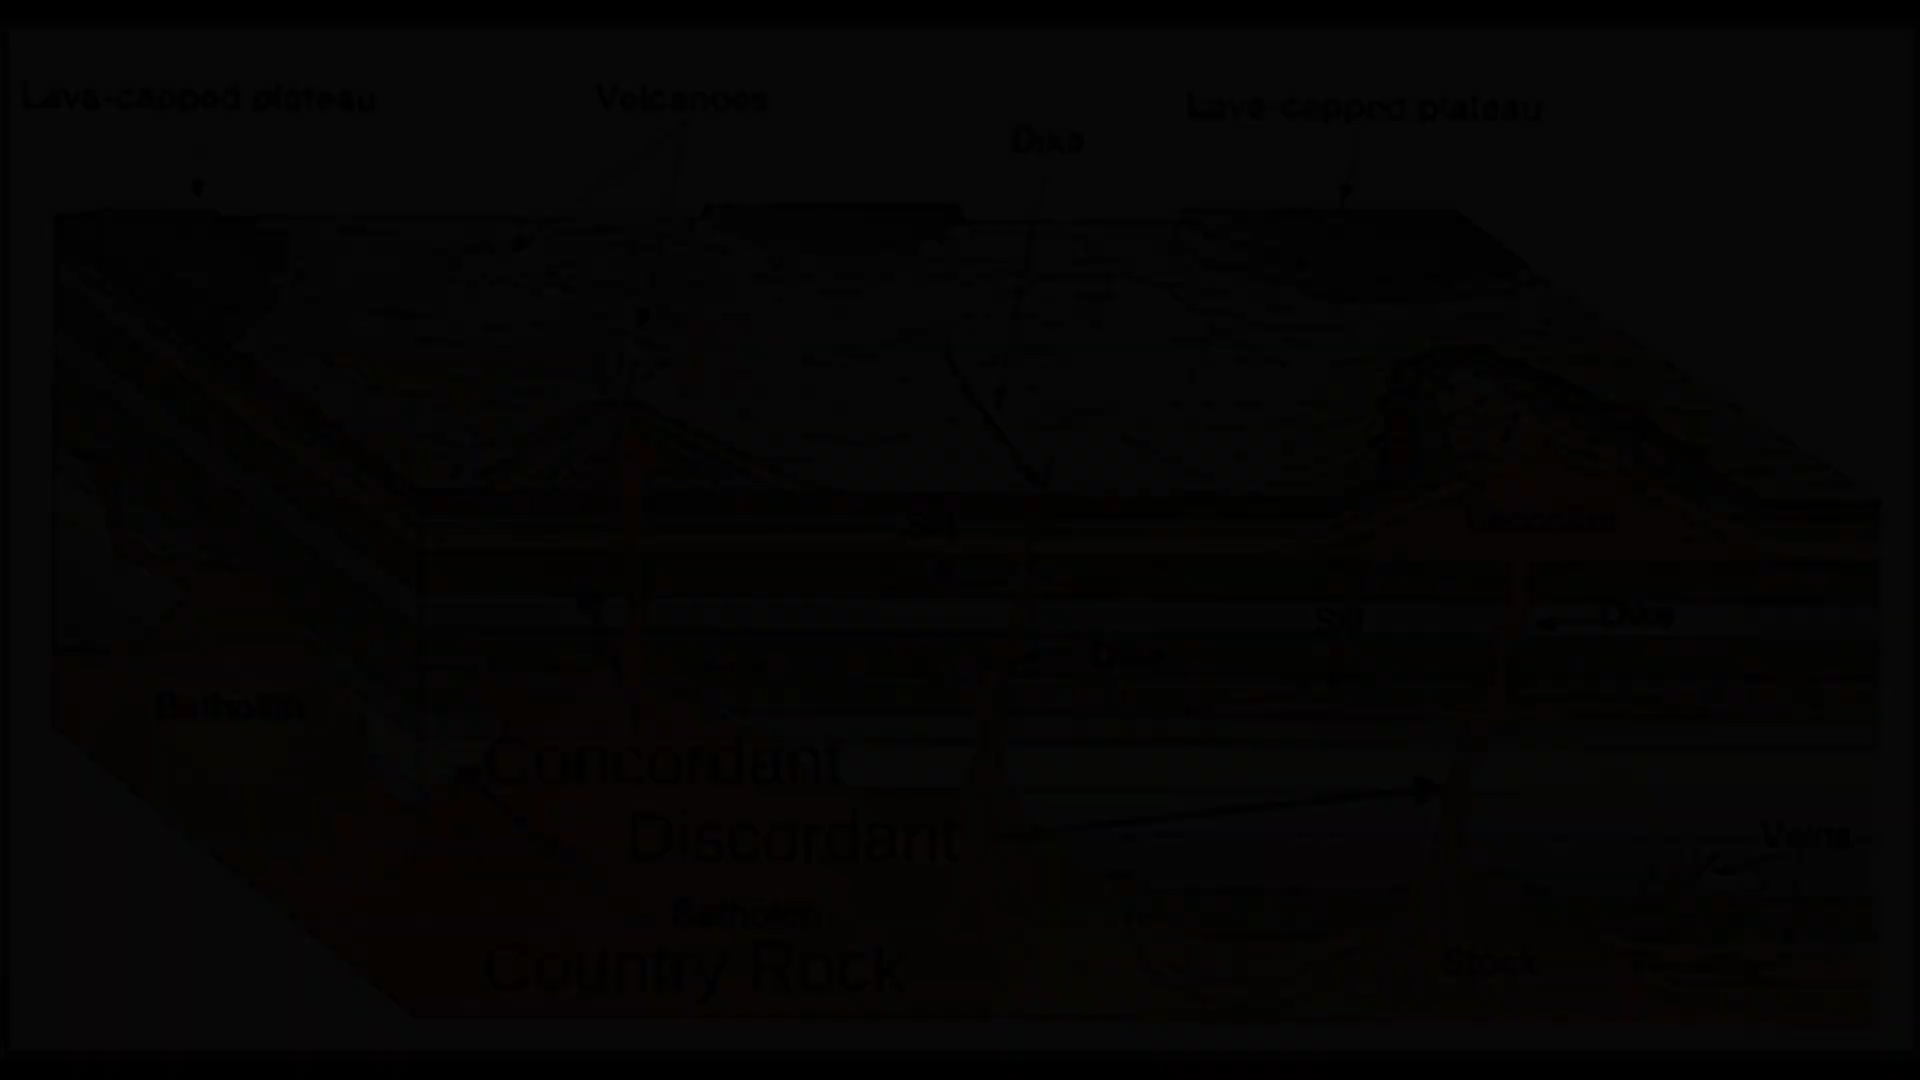 Lava-capped plateau
Volcanoes
Lava-capped plateau
Dike
Sill
Laccolith
Sill
Dike
Dike
Batholith
Concordant
Discordant
Veins
Batholith
Country Rock
Stock